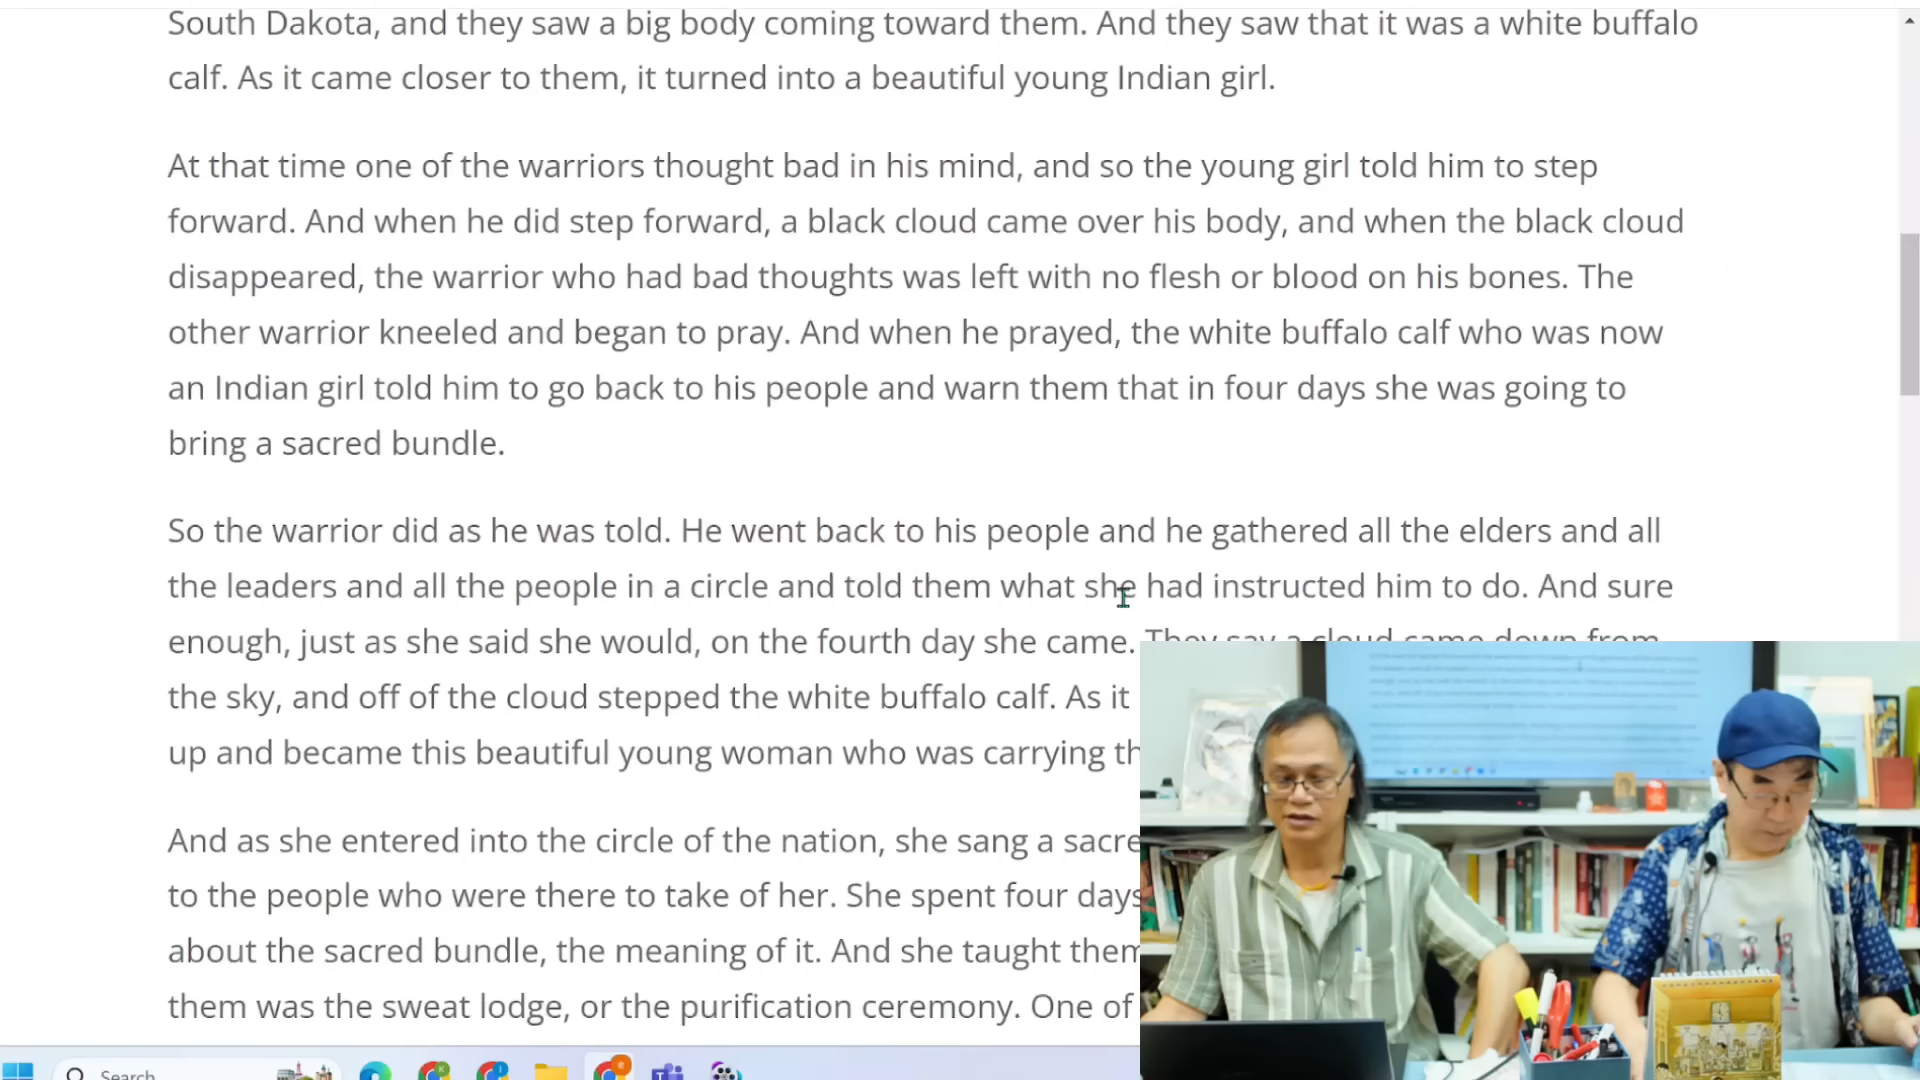 South Dakota, and they saw a big body coming toward them. And they saw that it was a white buffalo
calf. As it came closer to them, it turned into a beautiful young Indian girl.
At that time one of the warriors thought bad in his mind, and so the young girl told him to step
forward. And when he did step forward, a black cloud came over his body, and when the black cloud
disappeared, the warrior who had bad thoughts was left with no flesh or blood on his bones. The
other warrior kneeled and began to pray. And when he prayed, the white buffalo calf who was now
an Indian girl told him to go back to his people and warn them that in four days she was going to
bring a sacred bundle.
So the warrior did as he was told. He went back to his people and he gathered all the elders and all
the leaders and all the people in a circle and told them what she had instructed him to do. And sure
enough, just as she said she would, on the fourth day she came. They say a cloud came down from
the sky, and off of the cloud stepped the white buffalo calf. As it
up and became this beautiful young woman who was carrying th
And as she entered into the circle of the nation, she sang a sacre
to the people who were there to take of her. She spent four days
about the sacred bundle, the meaning of it. And she taught them
them was the sweat lodge, or the purification ceremony. One of
Search